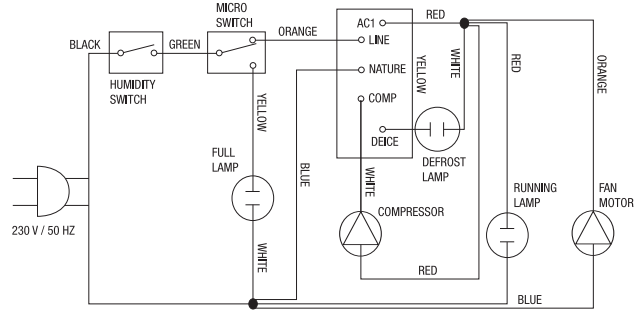 MICRO
SWITCH
RED
AC1
ORANGE
LINE
BLACK
GREEN
HUMIDITY
SWITCH
NATURE
YELLOW
WHITE
RED
ORANGE
COMP
YELLOW
DEICE
DEFROST
LAMP
FULL
LAMP
BLUE
WHITE
COMPRESSOR
RUNNING
LAMP
FAN
MOTOR
230 V / 50 HZ
WHITE
RED
BLUE